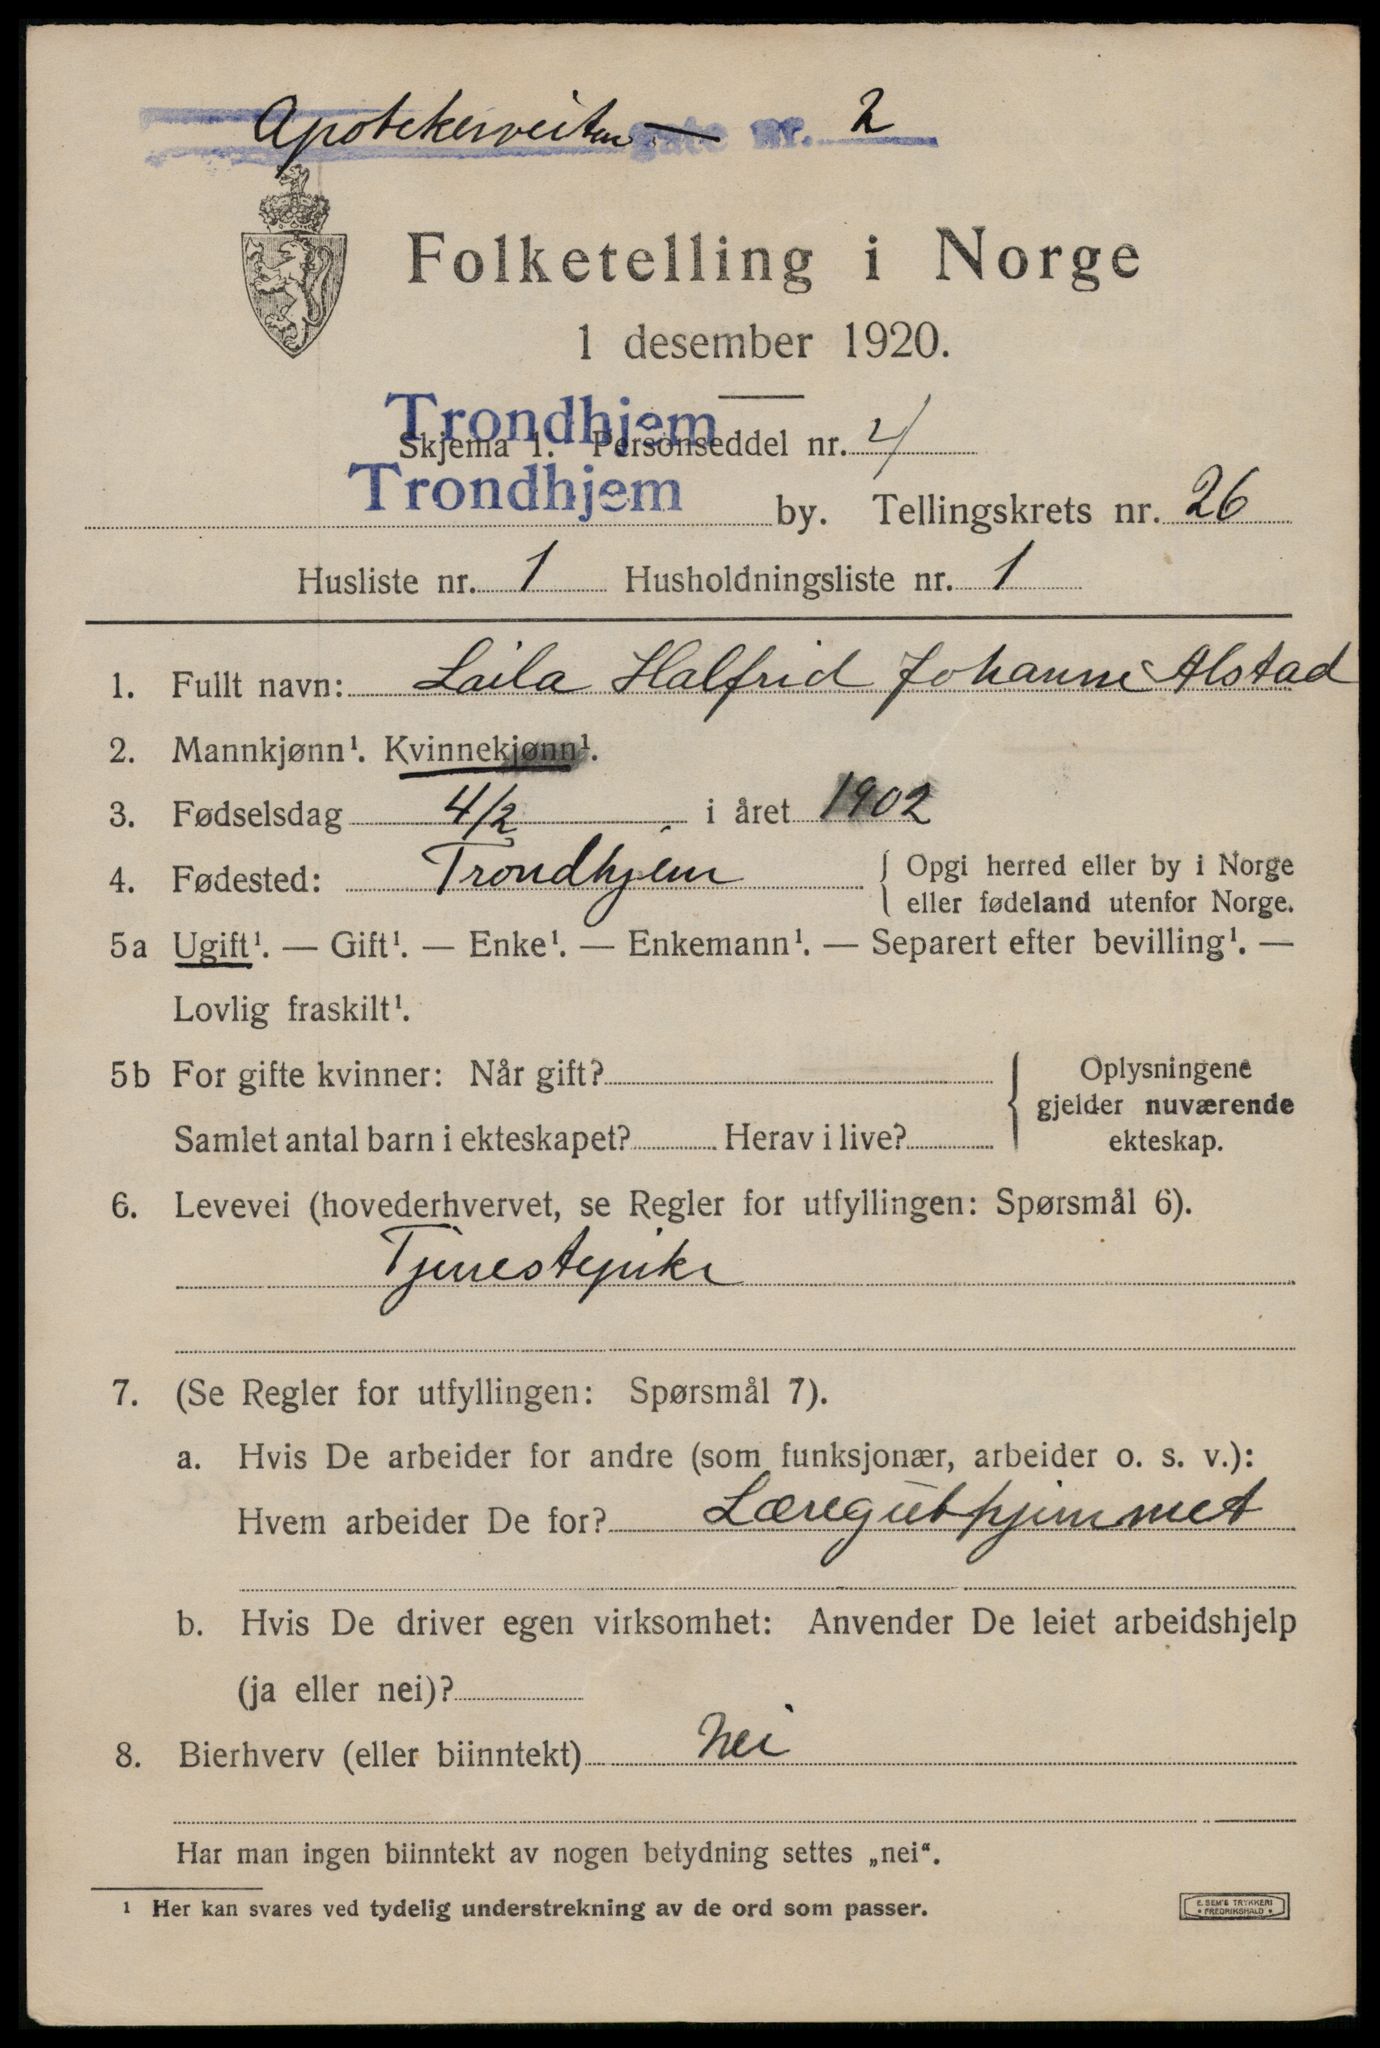 Apotekerveiten gate nr. 2
Folketelling i Norge
1 desember 1920.
Trondhjem
Skjema 1. Personseddel nr. 4
Trondhjem by. Tellingskrets nr. 26
Husliste nr. 1 Husholdningsliste nr. 1
1. Fullt navn: Laila Halfrid Johanne Alstad
2. Mannkjønn¹. Kvinnekjønn¹.
3. Fødselsdag 4/2 i året 1902
4. Fødested: Trondhjem { Opgi herred eller by i Norge
eller fødeland utenfor Norge.
5a Ugift¹. — Gift¹. — Enke¹. — Enkemann¹. — Separert efter bevilling¹. —
Lovlig fraskilt¹.
5b For gifte kvinner: Når gift? { Oplysningene
gjelder nuværende
Samlet antal barn i ekteskapet? Herav i live? ekteskap.
6. Levevei (hovederhvervet, se Regler for utfyllingen: Spørsmål 6).
Tjenestepike
7. (Se Regler for utfyllingen: Spørsmål 7).
a. Hvis De arbeider for andre (som funksjonær, arbeider o. s. v.):
Hvem arbeider De for? Læreguthjemmet
b. Hvis De driver egen virksomhet: Anvender De leiet arbeidshjelp
(ja eller nei)?
8. Bierhverv (eller biinntekt) Nei
Har man ingen biinntekt av nogen betydning settes „nei“.
¹ Her kan svares ved tydelig understrekning av de ord som passer.
E. SEM'S TRYKKERI
FREDRIKSHALD